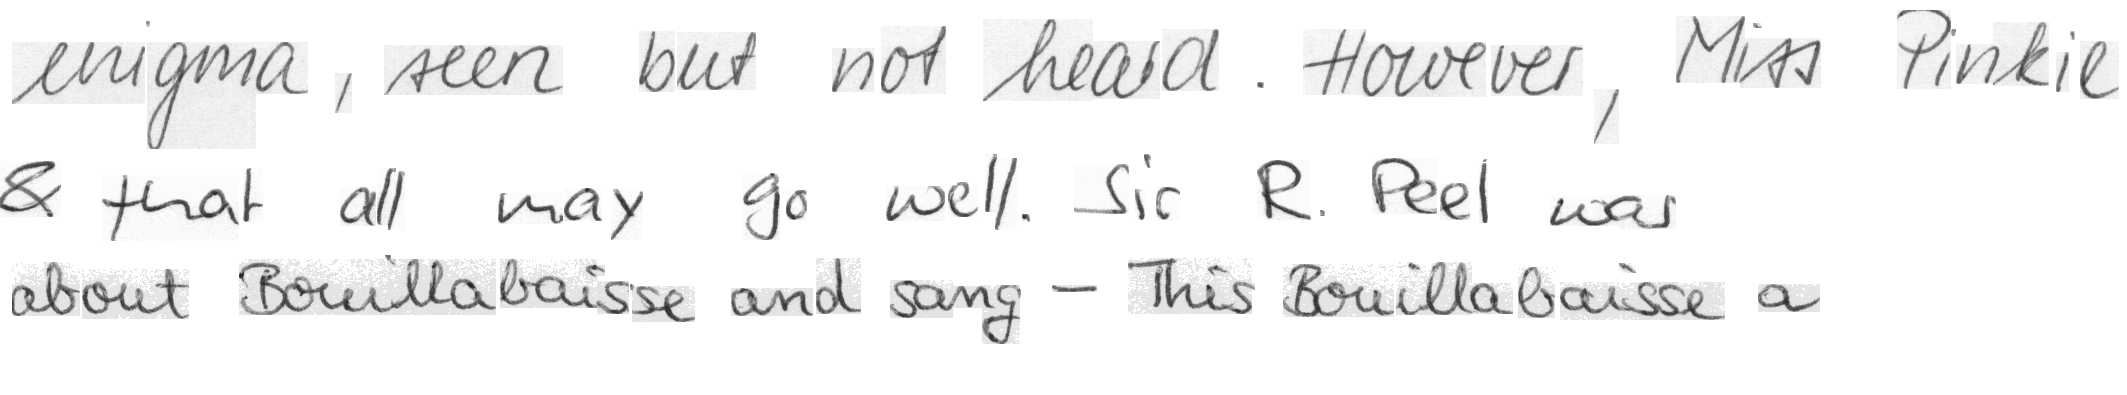 enigma, seen but not heard. However, Miss Pinkie
& that all may go well. Sir R. Peel was
about Bouillabaisse and sang - This Bouillabaisse a